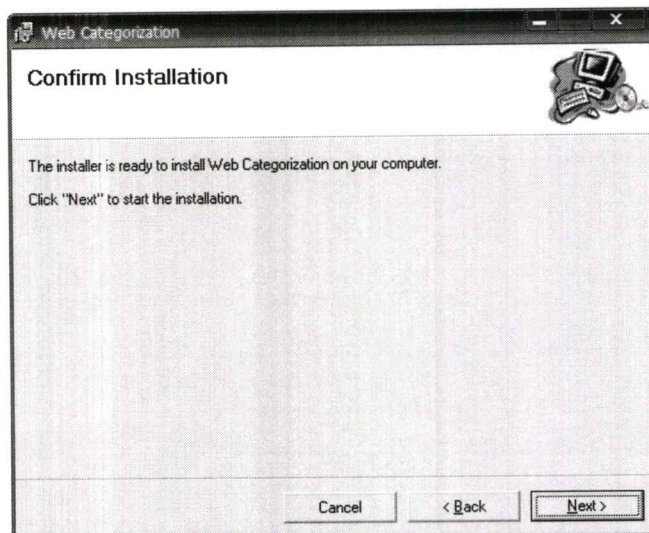 Web Categorization
Confirm Installation
The installer is ready to install Web Categorization on your computer.
Click "Next" to start the installation.
Cancel
< Back
Next >